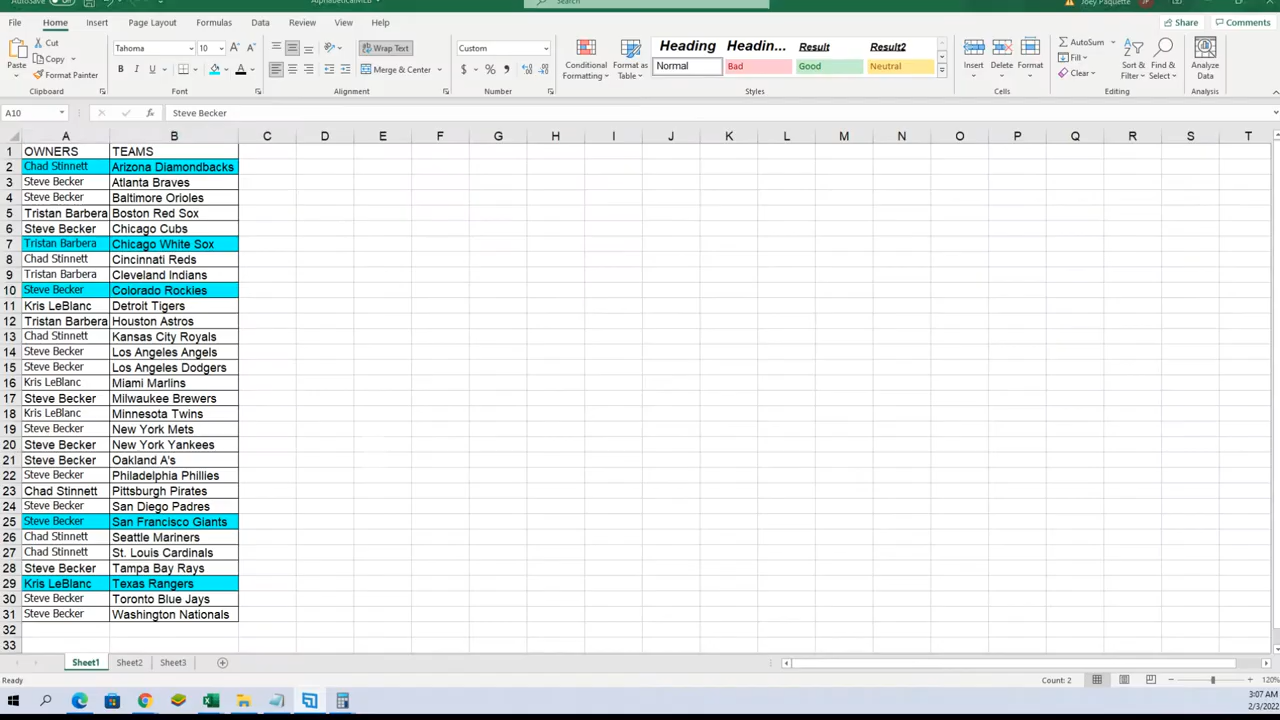 AutoSave Off AlphabeticalMLB Search Joey Paquette JP
File Home Insert Page Layout Formulas Data Review View Help Share Comments
Paste Cut Copy Format Painter Clipboard
Tahoma 10 B I U Font
Wrap Text Merge & Center Alignment
Custom $ % Number
Conditional Formatting Format as Table
Heading Headin... Result Result2
Normal Bad Good Neutral Styles
Insert Delete Format Cells
AutoSum Fill Clear Sort & Filter Find & Select Editing
Analyze Data Analysis
A10 fx Steve Becker
A B C D E F G H I J K L M N O P Q R S T
1 OWNERS TEAMS
2 Chad Stinnett Arizona Diamondbacks
3 Steve Becker Atlanta Braves
4 Steve Becker Baltimore Orioles
5 Tristan Barbera Boston Red Sox
6 Steve Becker Chicago Cubs
7 Tristan Barbera Chicago White Sox
8 Chad Stinnett Cincinnati Reds
9 Tristan Barbera Cleveland Indians
10 Steve Becker Colorado Rockies
11 Kris LeBlanc Detroit Tigers
12 Tristan Barbera Houston Astros
13 Chad Stinnett Kansas City Royals
14 Steve Becker Los Angeles Angels
15 Steve Becker Los Angeles Dodgers
16 Kris LeBlanc Miami Marlins
17 Steve Becker Milwaukee Brewers
18 Kris LeBlanc Minnesota Twins
19 Steve Becker New York Mets
20 Steve Becker New York Yankees
21 Steve Becker Oakland A's
22 Steve Becker Philadelphia Phillies
23 Chad Stinnett Pittsburgh Pirates
24 Steve Becker San Diego Padres
25 Steve Becker San Francisco Giants
26 Chad Stinnett Seattle Mariners
27 Chad Stinnett St. Louis Cardinals
28 Steve Becker Tampa Bay Rays
29 Kris LeBlanc Texas Rangers
30 Steve Becker Toronto Blue Jays
31 Steve Becker Washington Nationals
32
33
Sheet1 Sheet2 Sheet3
Ready Count: 2 120%
3:07 AM
2/3/2022